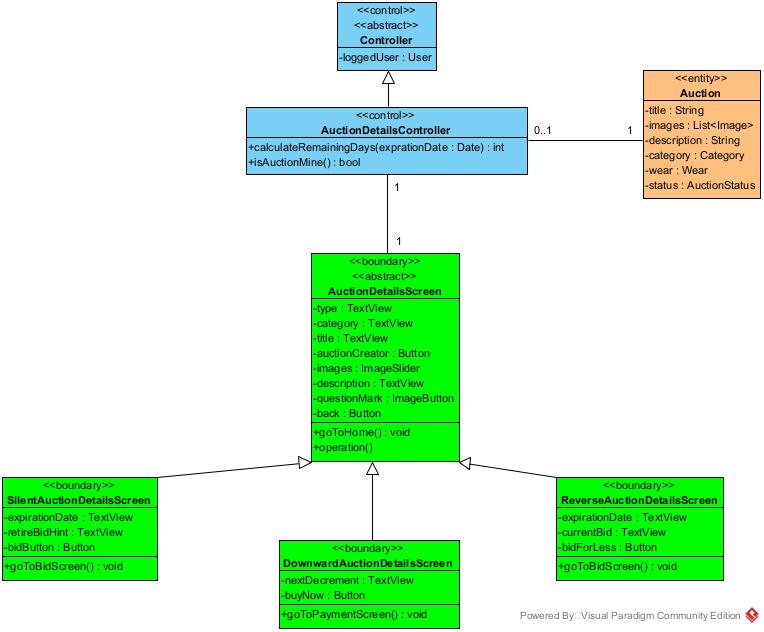 <<control>>
<<abstract>>
Controller
-loggedUser : User
<<control>>
AuctionDetailsController
+calculateRemainingDays(exprationDate : Date) : int
+isAuctionMine() : bool
0..1
1
<<entity>>
Auction
-title : String
-images : List<Image>
-description : String
-category : Category
-wear : Wear
-status : AuctionStatus
1
1
<<boundary>>
<<abstract>>
AuctionDetailsScreen
-type : TextView
-category : TextView
-title : TextView
-auctionCreator : Button
-images : ImageSlider
-description : TextView
-questionMark : ImageButton
-back : Button
+goToHome() : void
+operation()
<<boundary>>
SilentAuctionDetailsScreen
-expirationDate : TextView
-retireBidHint : TextView
-bidButton : Button
+goToBidScreen() : void
<<boundary>>
DownwardAuctionDetailsScreen
-nextDecrement : TextView
-buyNow : Button
+goToPaymentScreen() : void
<<boundary>>
ReverseAuctionDetailsScreen
-expirationDate : TextView
-currentBid : TextView
-bidForLess : Button
+goToBidScreen() : void
Powered By Visual Paradigm Community Edition